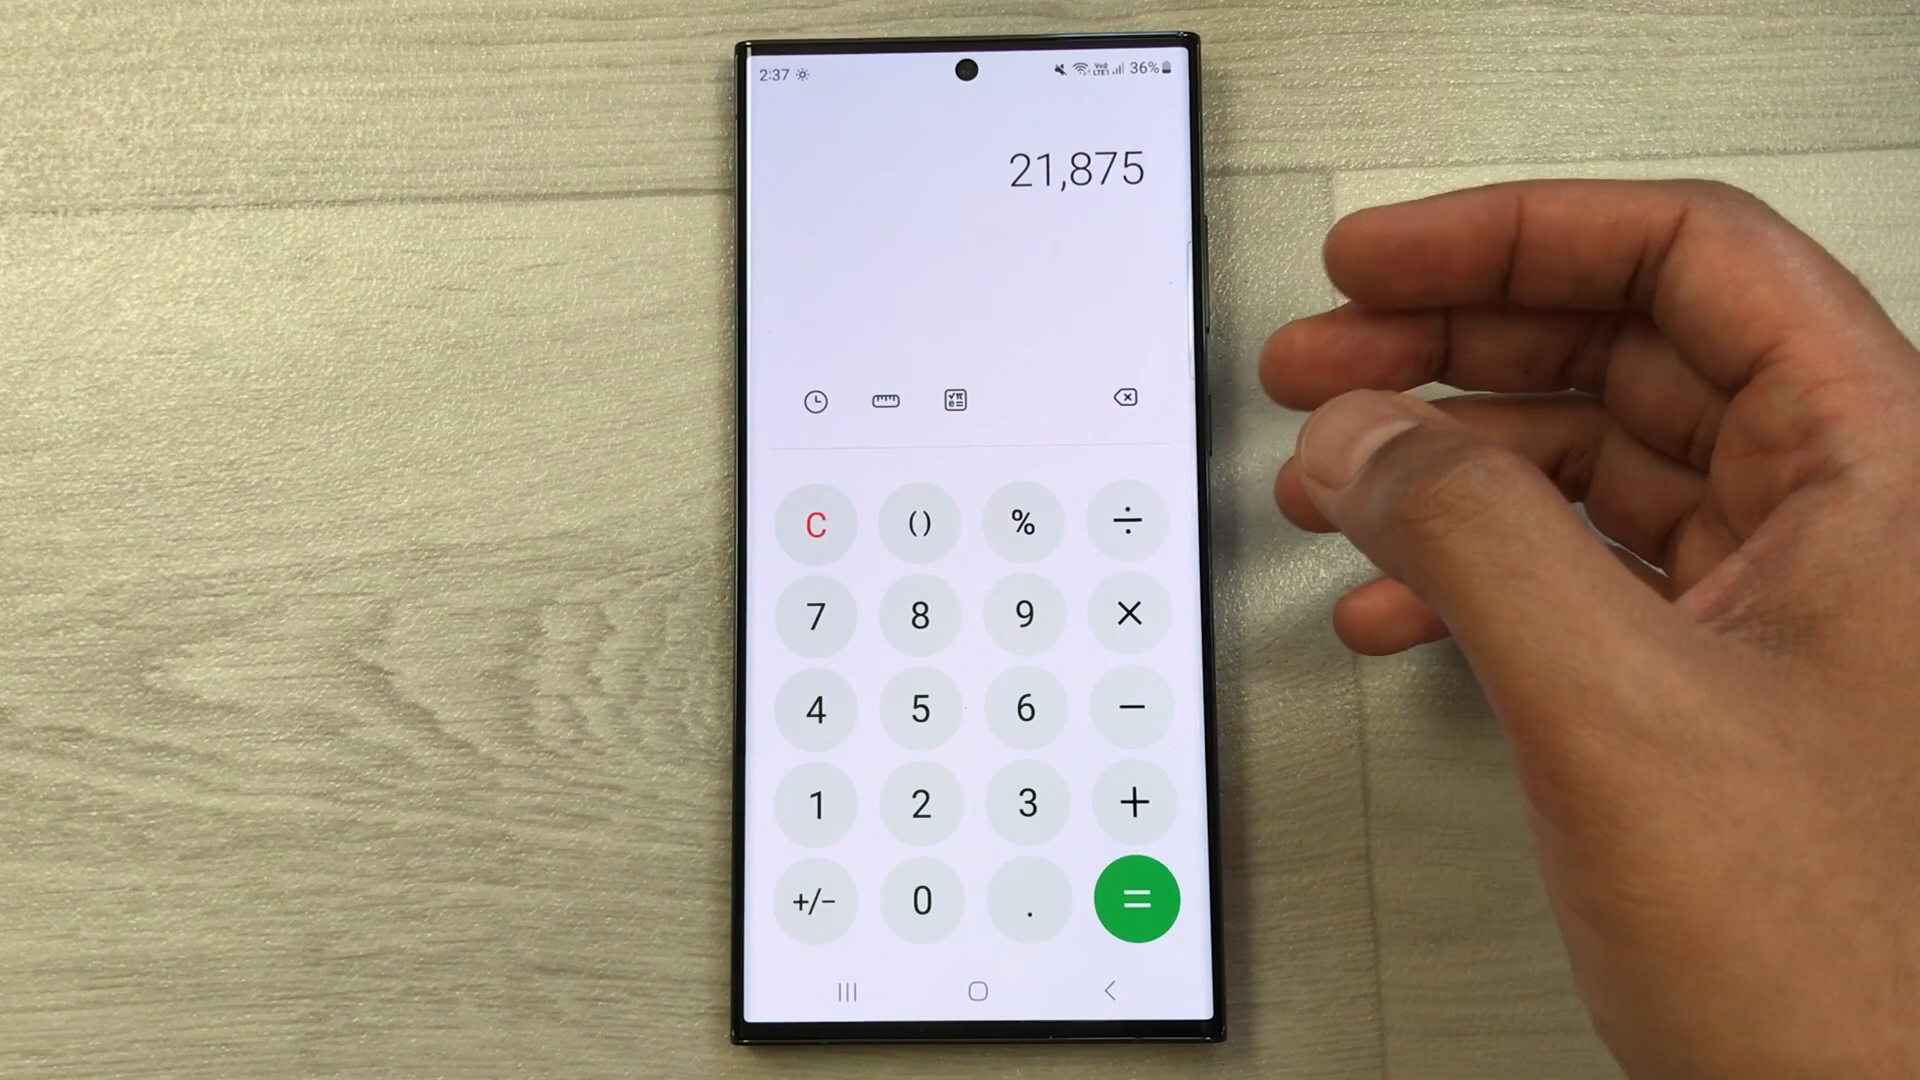 2:37 36%
21,875
C () % ÷
7 8 9 ×
4 5 6 −
1 2 3 +
+/− 0 . =